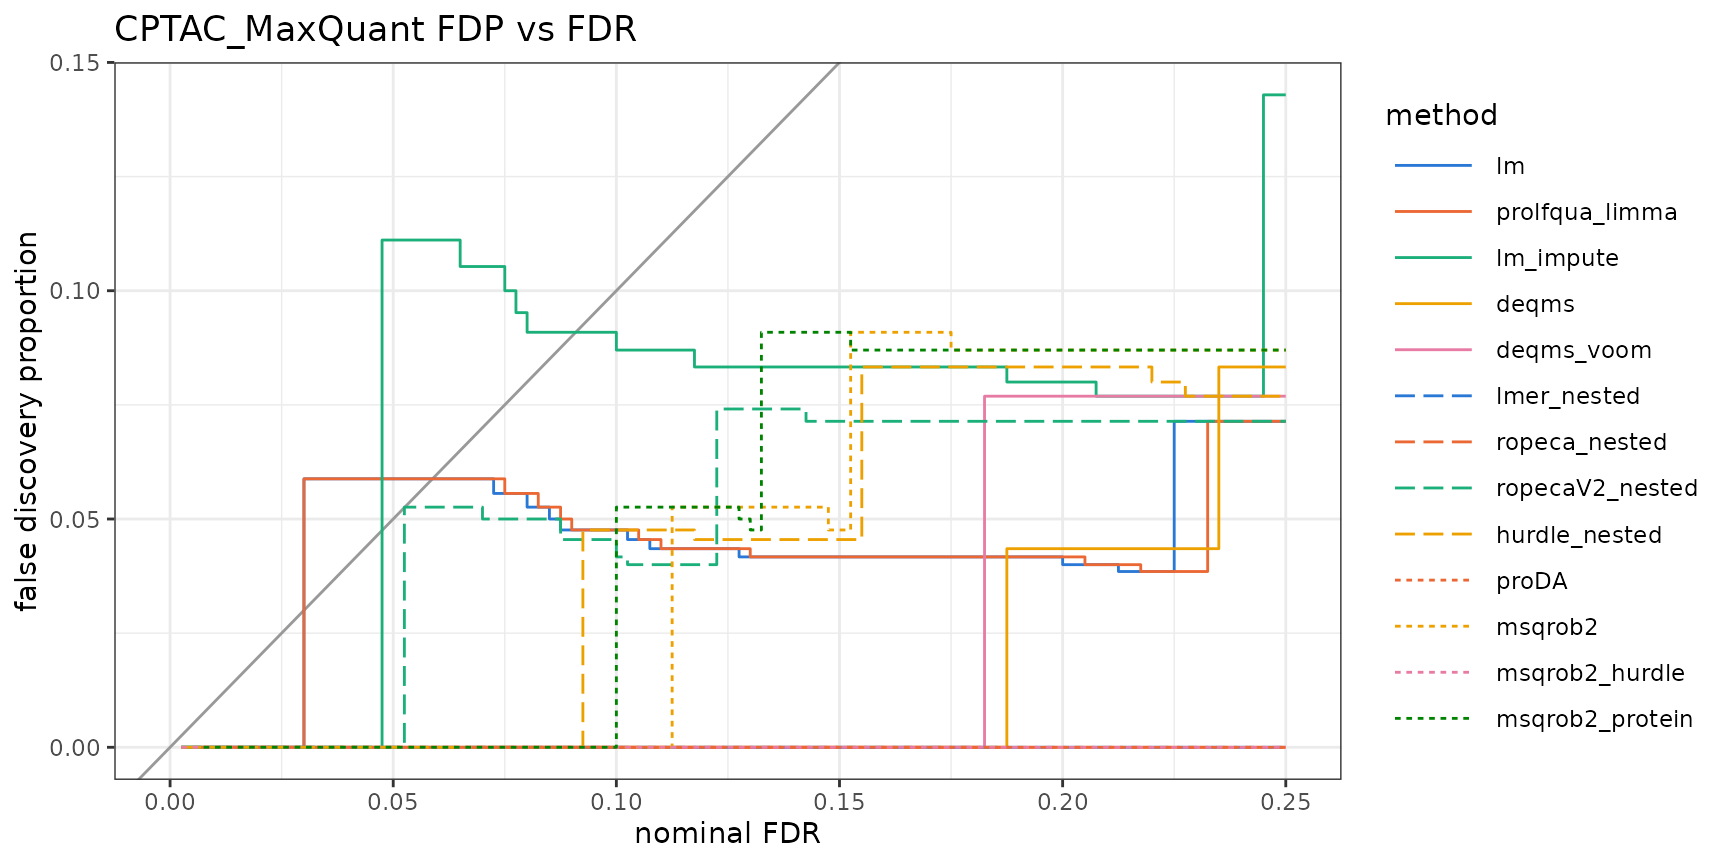 CPTAC_MaxQuant FDP vs FDR
false discovery proportion
0.15
0.10
0.05
0.00
0.00 0.05 0.10 0.15 0.20 0.25
nominal FDR
method
lm
prolfqua_limma
lm_impute
deqms
deqms_voom
lmer_nested
ropeca_nested
ropecaV2_nested
hurdle_nested
proDA
msqrob2
msqrob2_hurdle
msqrob2_protein